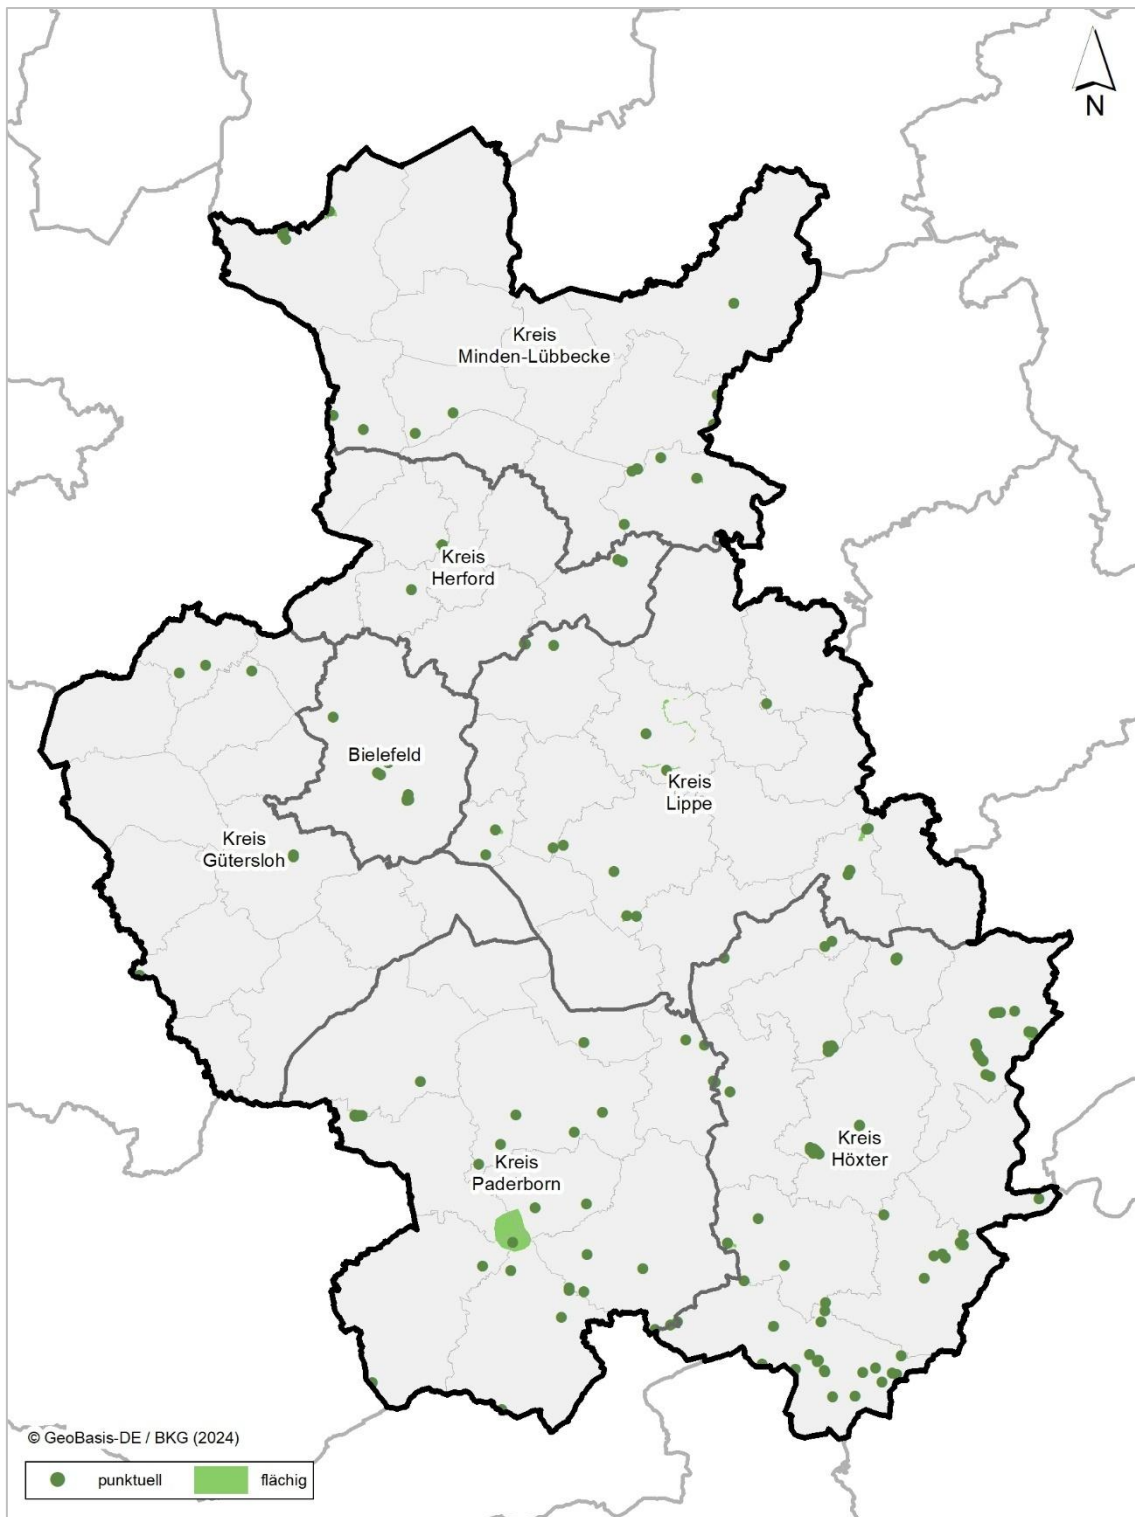 N
Kreis
Minden-Lübbecke
Kreis
Herford
Bielefeld
Kreis
Lippe
Kreis
Gütersloh
Kreis
Höxter
Kreis
Paderborn
© GeoBasis-DE / BKG (2024)
punktuell flächig